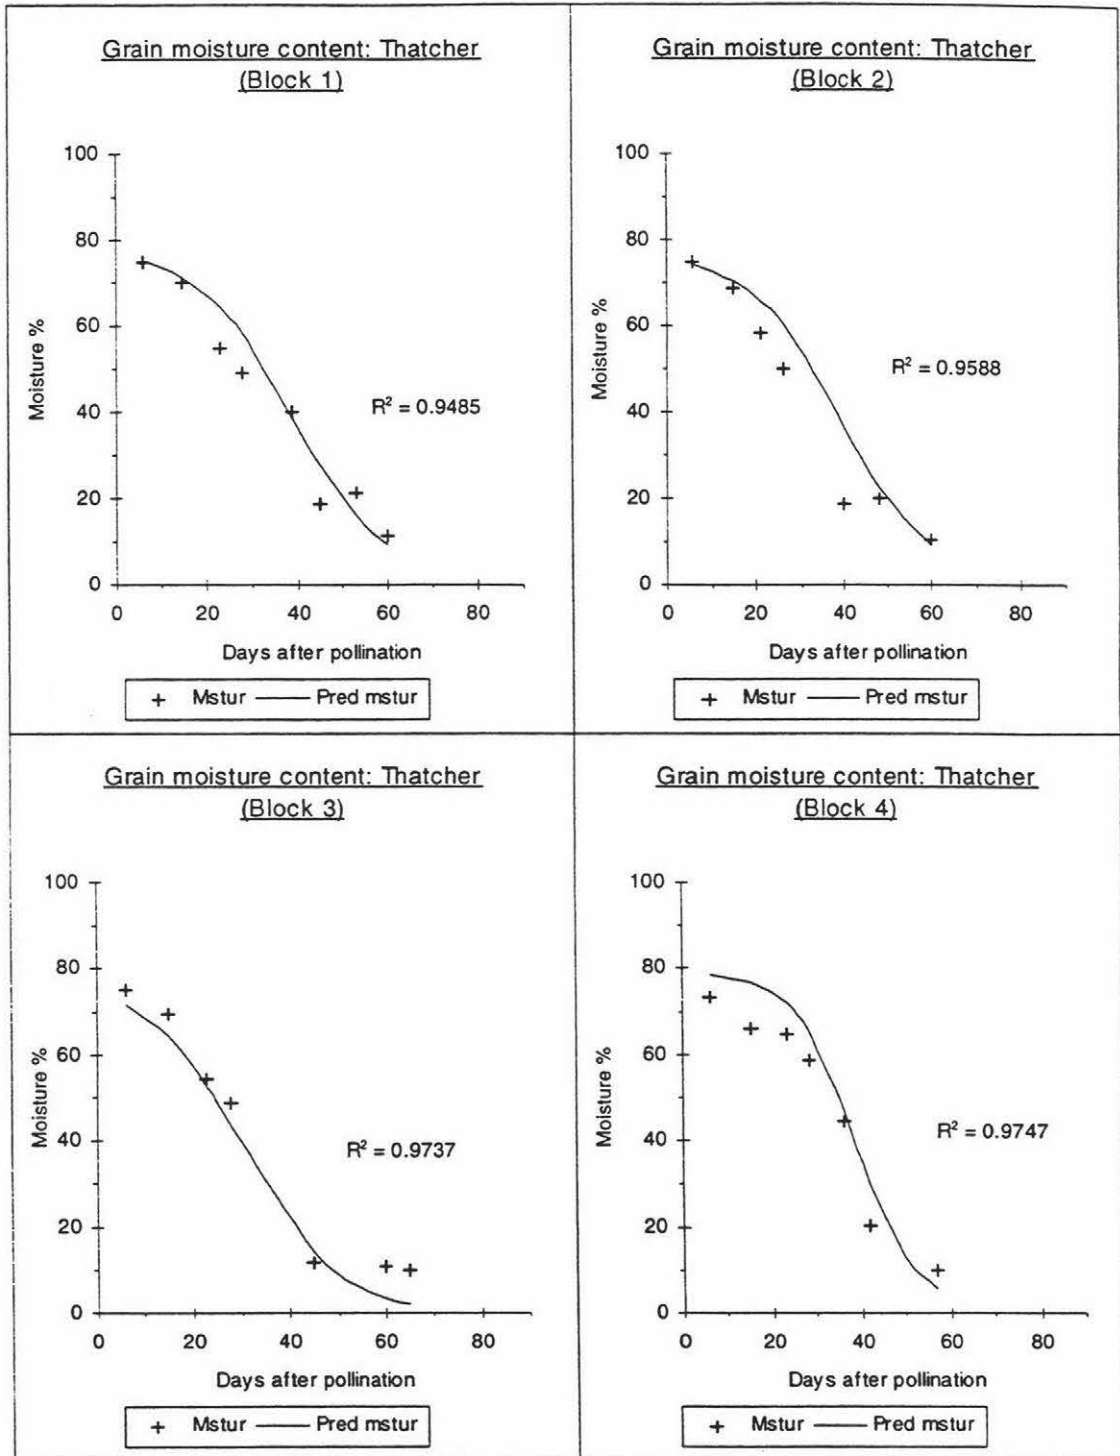 Grain moisture content: Thatcher
(Block 1)
100
80
60
40
20
0
Moisture %
R² = 0.9485
0 20 40 60 80
Days after pollination
+ Mstur Pred mstur
Grain moisture content: Thatcher
(Block 2)
100
80
60
40
20
0
Moisture %
R² = 0.9588
0 20 40 60 80
Days after pollination
+ Mstur Pred mstur
Grain moisture content: Thatcher
(Block 3)
100
80
60
40
20
0
Moisture %
R² = 0.9737
0 20 40 60 80
Days after pollination
+ Mstur Pred mstur
Grain moisture content: Thatcher
(Block 4)
100
80
60
40
20
0
Moisture %
R² = 0.9747
0 20 40 60 80
Days after pollination
+ Mstur Pred mstur